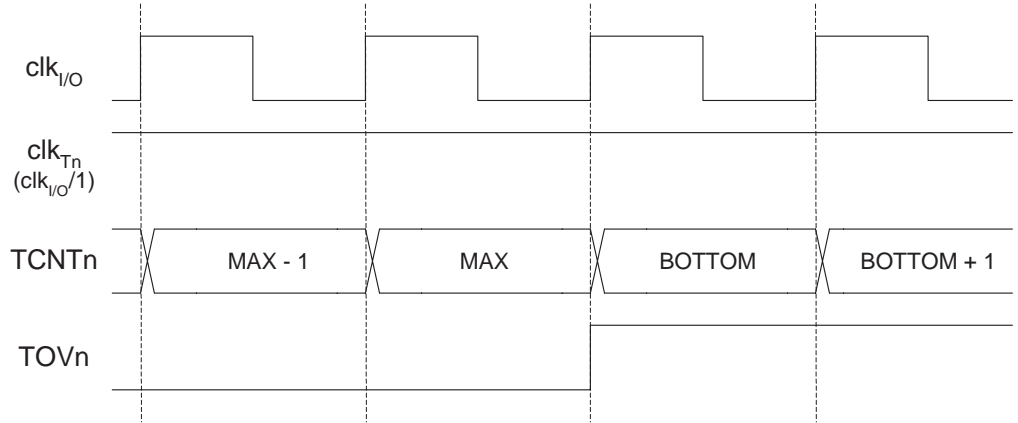 clkI/O
clkTn
(clkI/O/1)
TCNTn MAX - 1 MAX BOTTOM BOTTOM + 1
TOVn